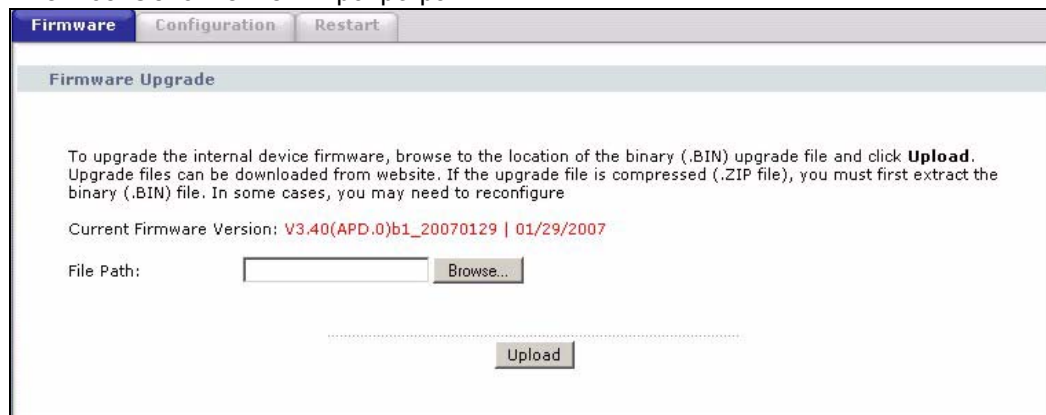 Firmware Configuration Restart
Firmware Upgrade
To upgrade the internal device firmware, browse to the location of the binary (.BIN) upgrade file and click Upload.
Upgrade files can be downloaded from website. If the upgrade file is compressed (.ZIP file), you must first extract the
binary (.BIN) file. In some cases, you may need to reconfigure
Current Firmware Version: V3.40(APD.0)b1_20070129 | 01/29/2007
File Path: Browse...
Upload